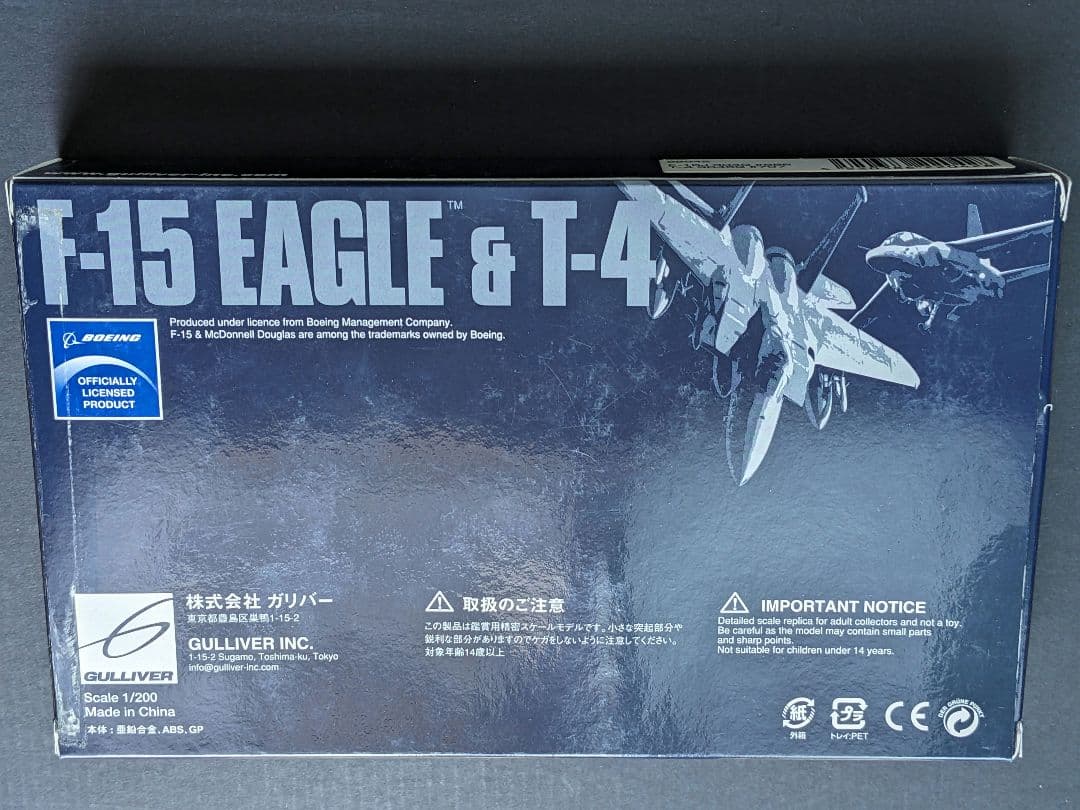 www.gulliver-inc.com
F-15 EAGLE™ & T-4
BOEING
OFFICIALLY
LICENSED
PRODUCT
Produced under licence from Boeing Management Company.
F-15 & McDonnell Douglas are among the trademarks owned by Boeing.
GULLIVER
株式会社 ガリバー
東京都豊島区巣鴨1-15-2
GULLIVER INC.
1-15-2 Sugamo, Toshima-ku, Tokyo
info@gulliver-inc.com
Scale 1/200
Made in China
本体：亜鉛合金、ABS、GP
取扱のご注意
この製品は鑑賞用精密スケールモデルです。小さな突起部分や
鋭利な部分がありますのでケガをしないように注意してください。
対象年齢14歳以上
IMPORTANT NOTICE
Detailed scale replica for adult collectors and not a toy.
Be careful as the model may contain small parts
and sharp points.
Not suitable for children under 14 years.
紙
外箱
プラ
トレイ:PET
CE
DER GRÜNE PUNKT